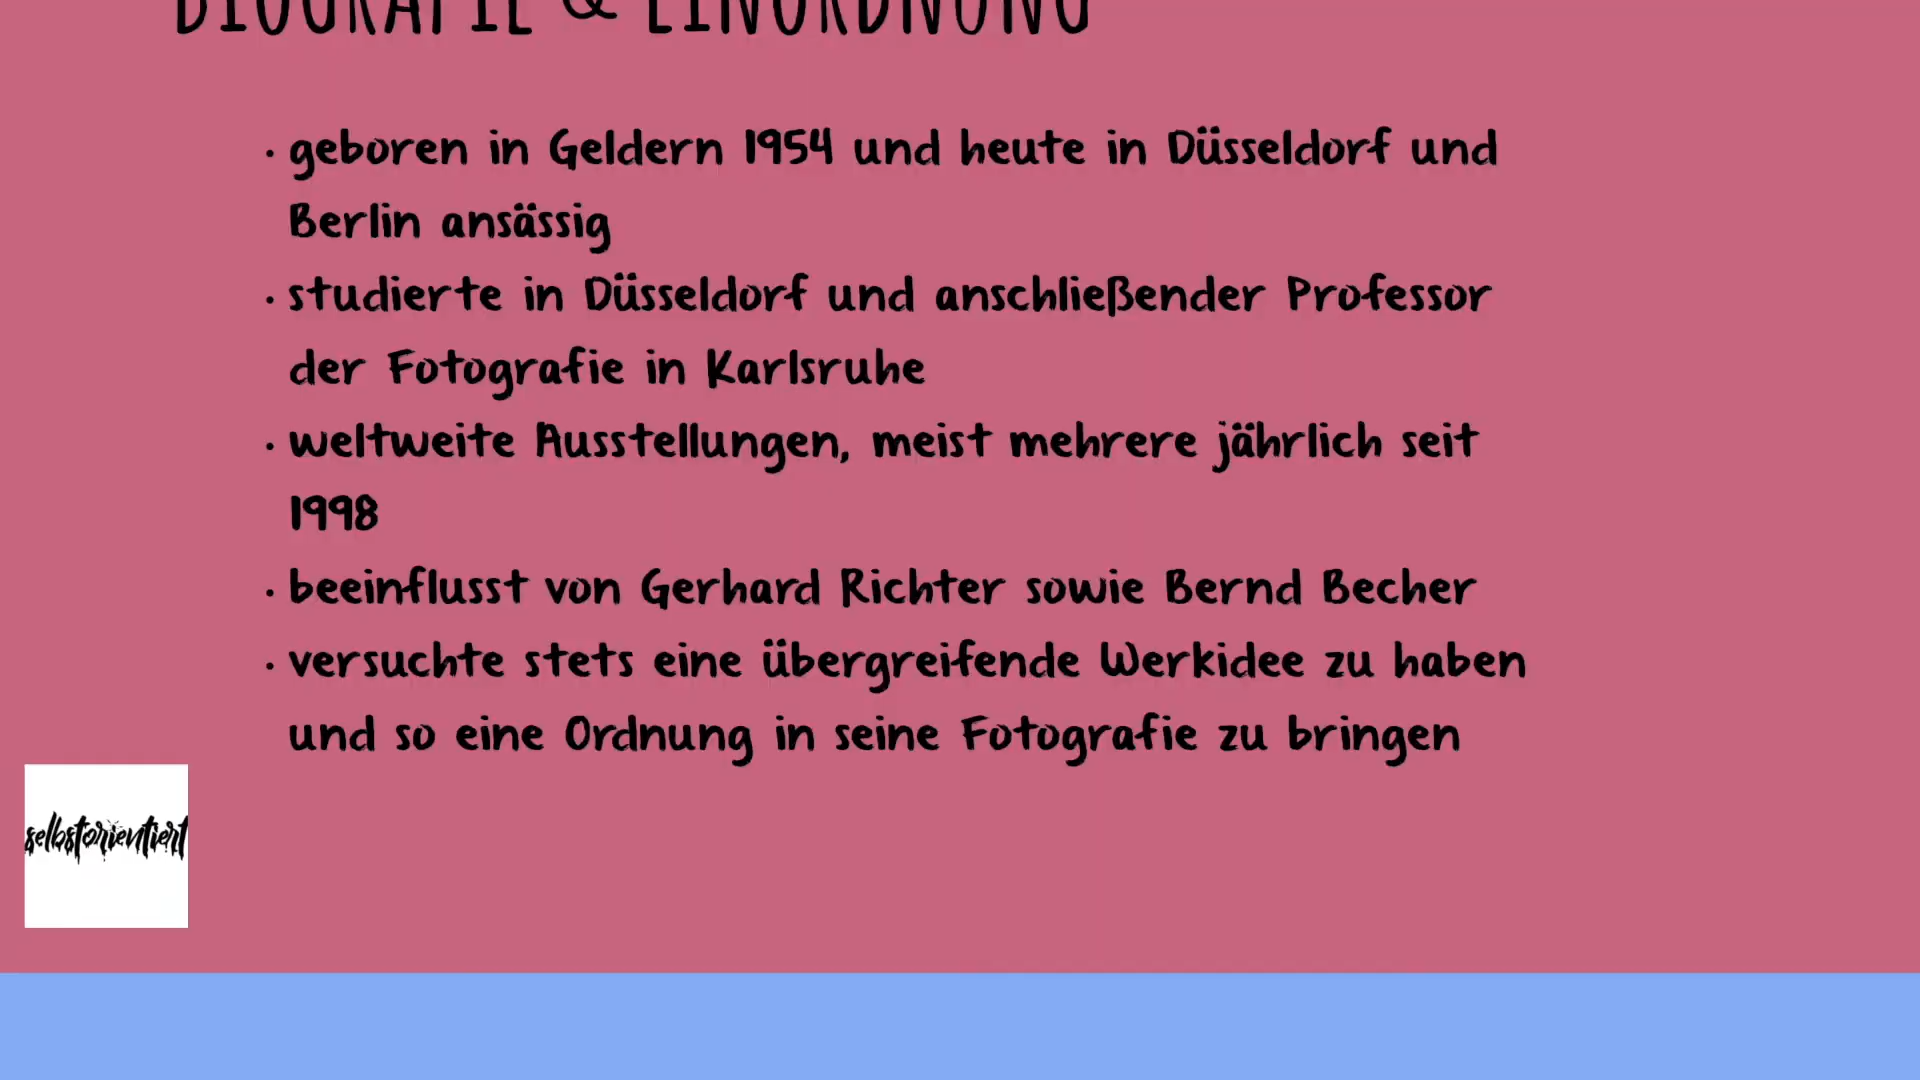 BIOGRAFIE & EINORDNUNG
· geboren in Geldern 1954 und heute in Düsseldorf und
Berlin ansässig
· studierte in Düsseldorf und anschließender Professor
der Fotografie in Karlsruhe
· weltweite Ausstellungen, meist mehrere jährlich seit
1998
· beeinflusst von Gerhard Richter sowie Bernd Becher
· versuchte stets eine übergreifende Werkidee zu haben
und so eine Ordnung in seine Fotografie zu bringen
selbstorientiert